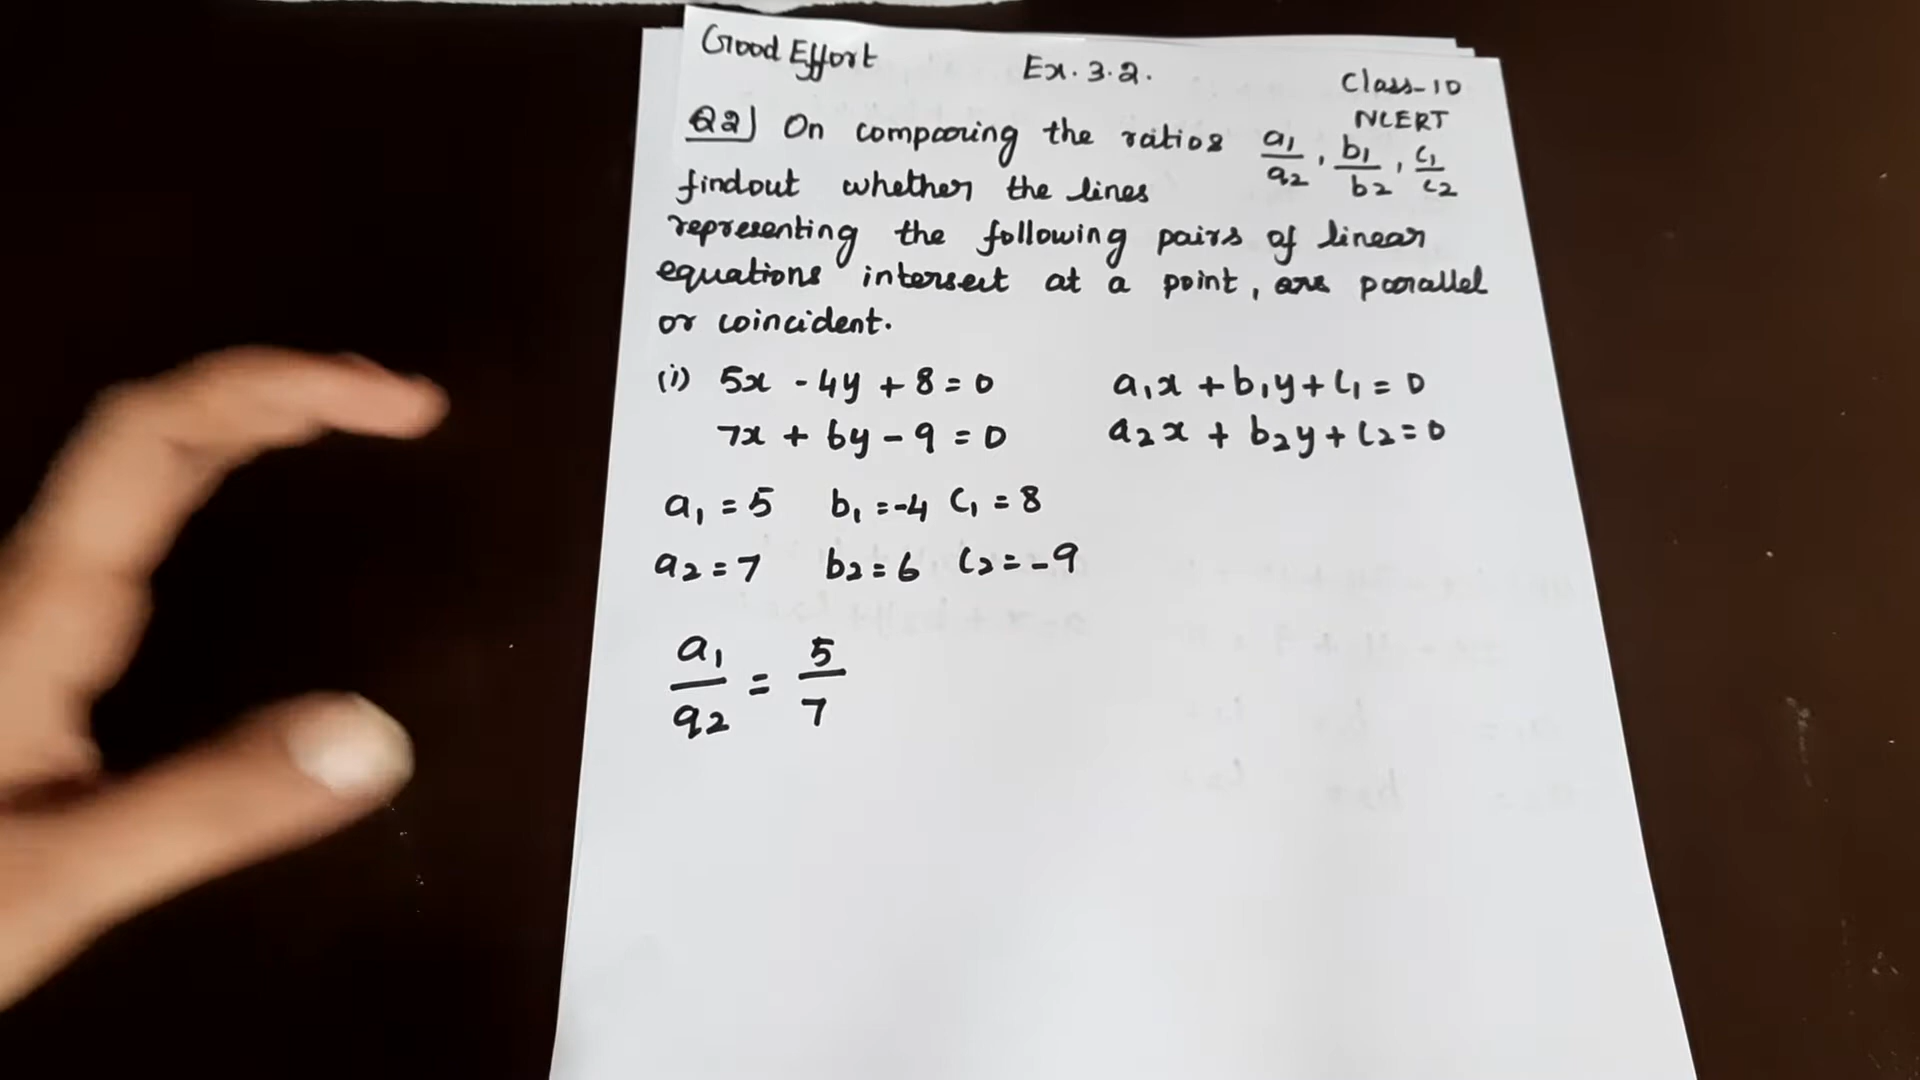 Good Effort Ex. 3.2. Class-10
NCERT
Q2) On comparing the ratios a₁/a₂, b₁/b₂, c₁/c₂
findout whether the lines
representing the following pairs of linear
equations intersect at a point, are parallel
or coincident.
(i) 5x - 4y + 8 = 0 a₁x + b₁y + c₁ = 0
7x + 6y - 9 = 0 a₂x + b₂y + c₂ = 0
a₁ = 5 b₁ = -4 c₁ = 8
a₂ = 7 b₂ = 6 c₂ = -9
a₁/a₂ = 5/7